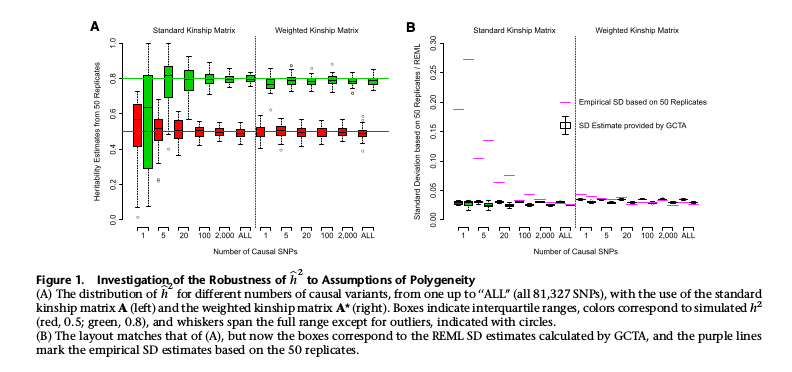 A
Standard Kinship Matrix
Weighted Kinship Matrix
Heritability Estimates from 50 Replicates
1.0
0.8
0.6
0.4
0.2
0.0
1 5 20 100 2,000 ALL 1 5 20 100 2,000 ALL
Number of Causal SNPs
B
Standard Kinship Matrix
Weighted Kinship Matrix
Standard Deviation based on 50 Replicates / REML
0.30
0.25
0.20
0.15
0.10
0.05
0.00
Empirical SD based on 50 Replicates
SD Estimate provided by GCTA
1 5 20 100 2,000 ALL 1 5 20 100 2,000 ALL
Number of Causal SNPs
Figure 1. Investigation of the Robustness of ĥ² to Assumptions of Polygeneity
(A) The distribution of ĥ² for different numbers of causal variants, from one up to “ALL” (all 81,327 SNPs), with the use of the standard
kinship matrix A (left) and the weighted kinship matrix A* (right). Boxes indicate interquartile ranges, colors correspond to simulated h²
(red, 0.5; green, 0.8), and whiskers span the full range except for outliers, indicated with circles.
(B) The layout matches that of (A), but now the boxes correspond to the REML SD estimates calculated by GCTA, and the purple lines
mark the empirical SD estimates based on the 50 replicates.